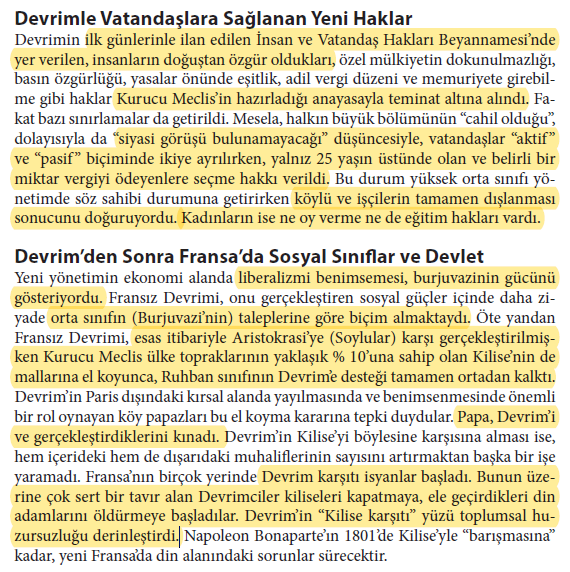 Devrimle Vatandaşlara Sağlanan Yeni Haklar
Devrimin ilk günlerinle ilan edilen İnsan ve Vatandaş Hakları Beyannamesi’nde
yer verilen, insanların doğuştan özgür oldukları, özel mülkiyetin dokunulmazlığı,
basın özgürlüğü, yasalar önünde eşitlik, adil vergi düzeni ve memuriyete girebil-
me gibi haklar Kurucu Meclis’in hazırladığı anayasayla teminat altına alındı. Fa-
kat bazı sınırlamalar da getirildi. Mesela, halkın büyük bölümünün “cahil olduğu”,
dolayısıyla da “siyasi görüşü bulunamayacağı” düşüncesiyle, vatandaşlar “aktif”
ve “pasif” biçiminde ikiye ayrılırken, yalnız 25 yaşın üstünde olan ve belirli bir
miktar vergiyi ödeyenlere seçme hakkı verildi. Bu durum yüksek orta sınıfı yö-
netimde söz sahibi durumuna getirirken köylü ve işçilerin tamamen dışlanması
sonucunu doğuruyordu. Kadınların ise ne oy verme ne de eğitim hakları vardı.
Devrim’den Sonra Fransa’da Sosyal Sınıflar ve Devlet
Yeni yönetimin ekonomi alanda liberalizmi benimsemesi, burjuvazinin gücünü
gösteriyordu. Fransız Devrimi, onu gerçekleştiren sosyal güçler içinde daha zi-
yade orta sınıfın (Burjuvazi’nin) taleplerine göre biçim almaktaydı. Öte yandan
Fransız Devrimi, esas itibariyle Aristokrasi’ye (Soylular) karşı gerçekleştirilmiş-
ken Kurucu Meclis ülke topraklarının yaklaşık % 10’una sahip olan Kilise’nin de
mallarına el koyunca, Ruhban sınıfının Devrim’e desteği tamamen ortadan kalktı.
Devrim’in Paris dışındaki kırsal alanda yayılmasında ve benimsenmesinde önemli
bir rol oynayan köy papazları bu el koyma kararına tepki duydular. Papa, Devrim’i
ve gerçekleştirdiklerini kınadı. Devrim’in Kilise’yi böylesine karşısına alması ise,
hem içerideki hem de dışarıdaki muhaliflerinin sayısını artırmaktan başka bir işe
yaramadı. Fransa’nın birçok yerinde Devrim karşıtı isyanlar başladı. Bunun üze-
rine çok sert bir tavır alan Devrimciler kiliseleri kapatmaya, ele geçirdikleri din
adamlarını öldürmeye başladılar. Devrim’in “Kilise karşıtı” yüzü toplumsal hu-
zursuzluğu derinleştirdi. Napoleon Bonaparte’ın 1801’de Kilise’yle “barışmasına”
kadar, yeni Fransa’da din alanındaki sorunlar sürecektir.